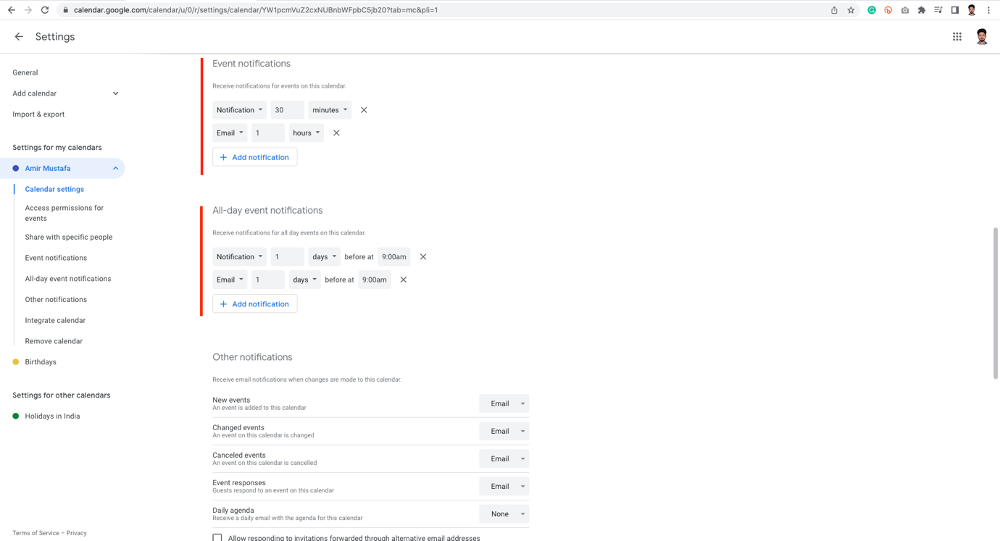 calendar.google.com/calendar/u/0/r/settings/calendar/YW1pcmVuZ2cxNUBnbWFpbC5jb20?tab=mc&pli=1
Settings
General
Add calendar
Import & export
Settings for my calendars
Amir Mustafa
Calendar settings
Access permissions for
events
Share with specific people
Event notifications
All-day event notifications
Other notifications
Integrate calendar
Remove calendar
Birthdays
Settings for other calendars
Holidays in India
Terms of Service – Privacy
Event notifications
Receive notifications for events on this calendar.
Notification 30 minutes
Email 1 hours
+ Add notification
All-day event notifications
Receive notifications for all day events on this calendar.
Notification 1 days before at 9:00am
Email 1 days before at 9:00am
+ Add notification
Other notifications
Receive email notifications when changes are made to this calendar.
New events Email
An event is added to this calendar
Changed events Email
An event on this calendar is changed
Canceled events Email
An event on this calendar is cancelled
Event responses Email
Guests respond to an event on this calendar
Daily agenda None
Receive a daily email with the agenda for this calendar
Allow responding to invitations forwarded through alternative email addresses